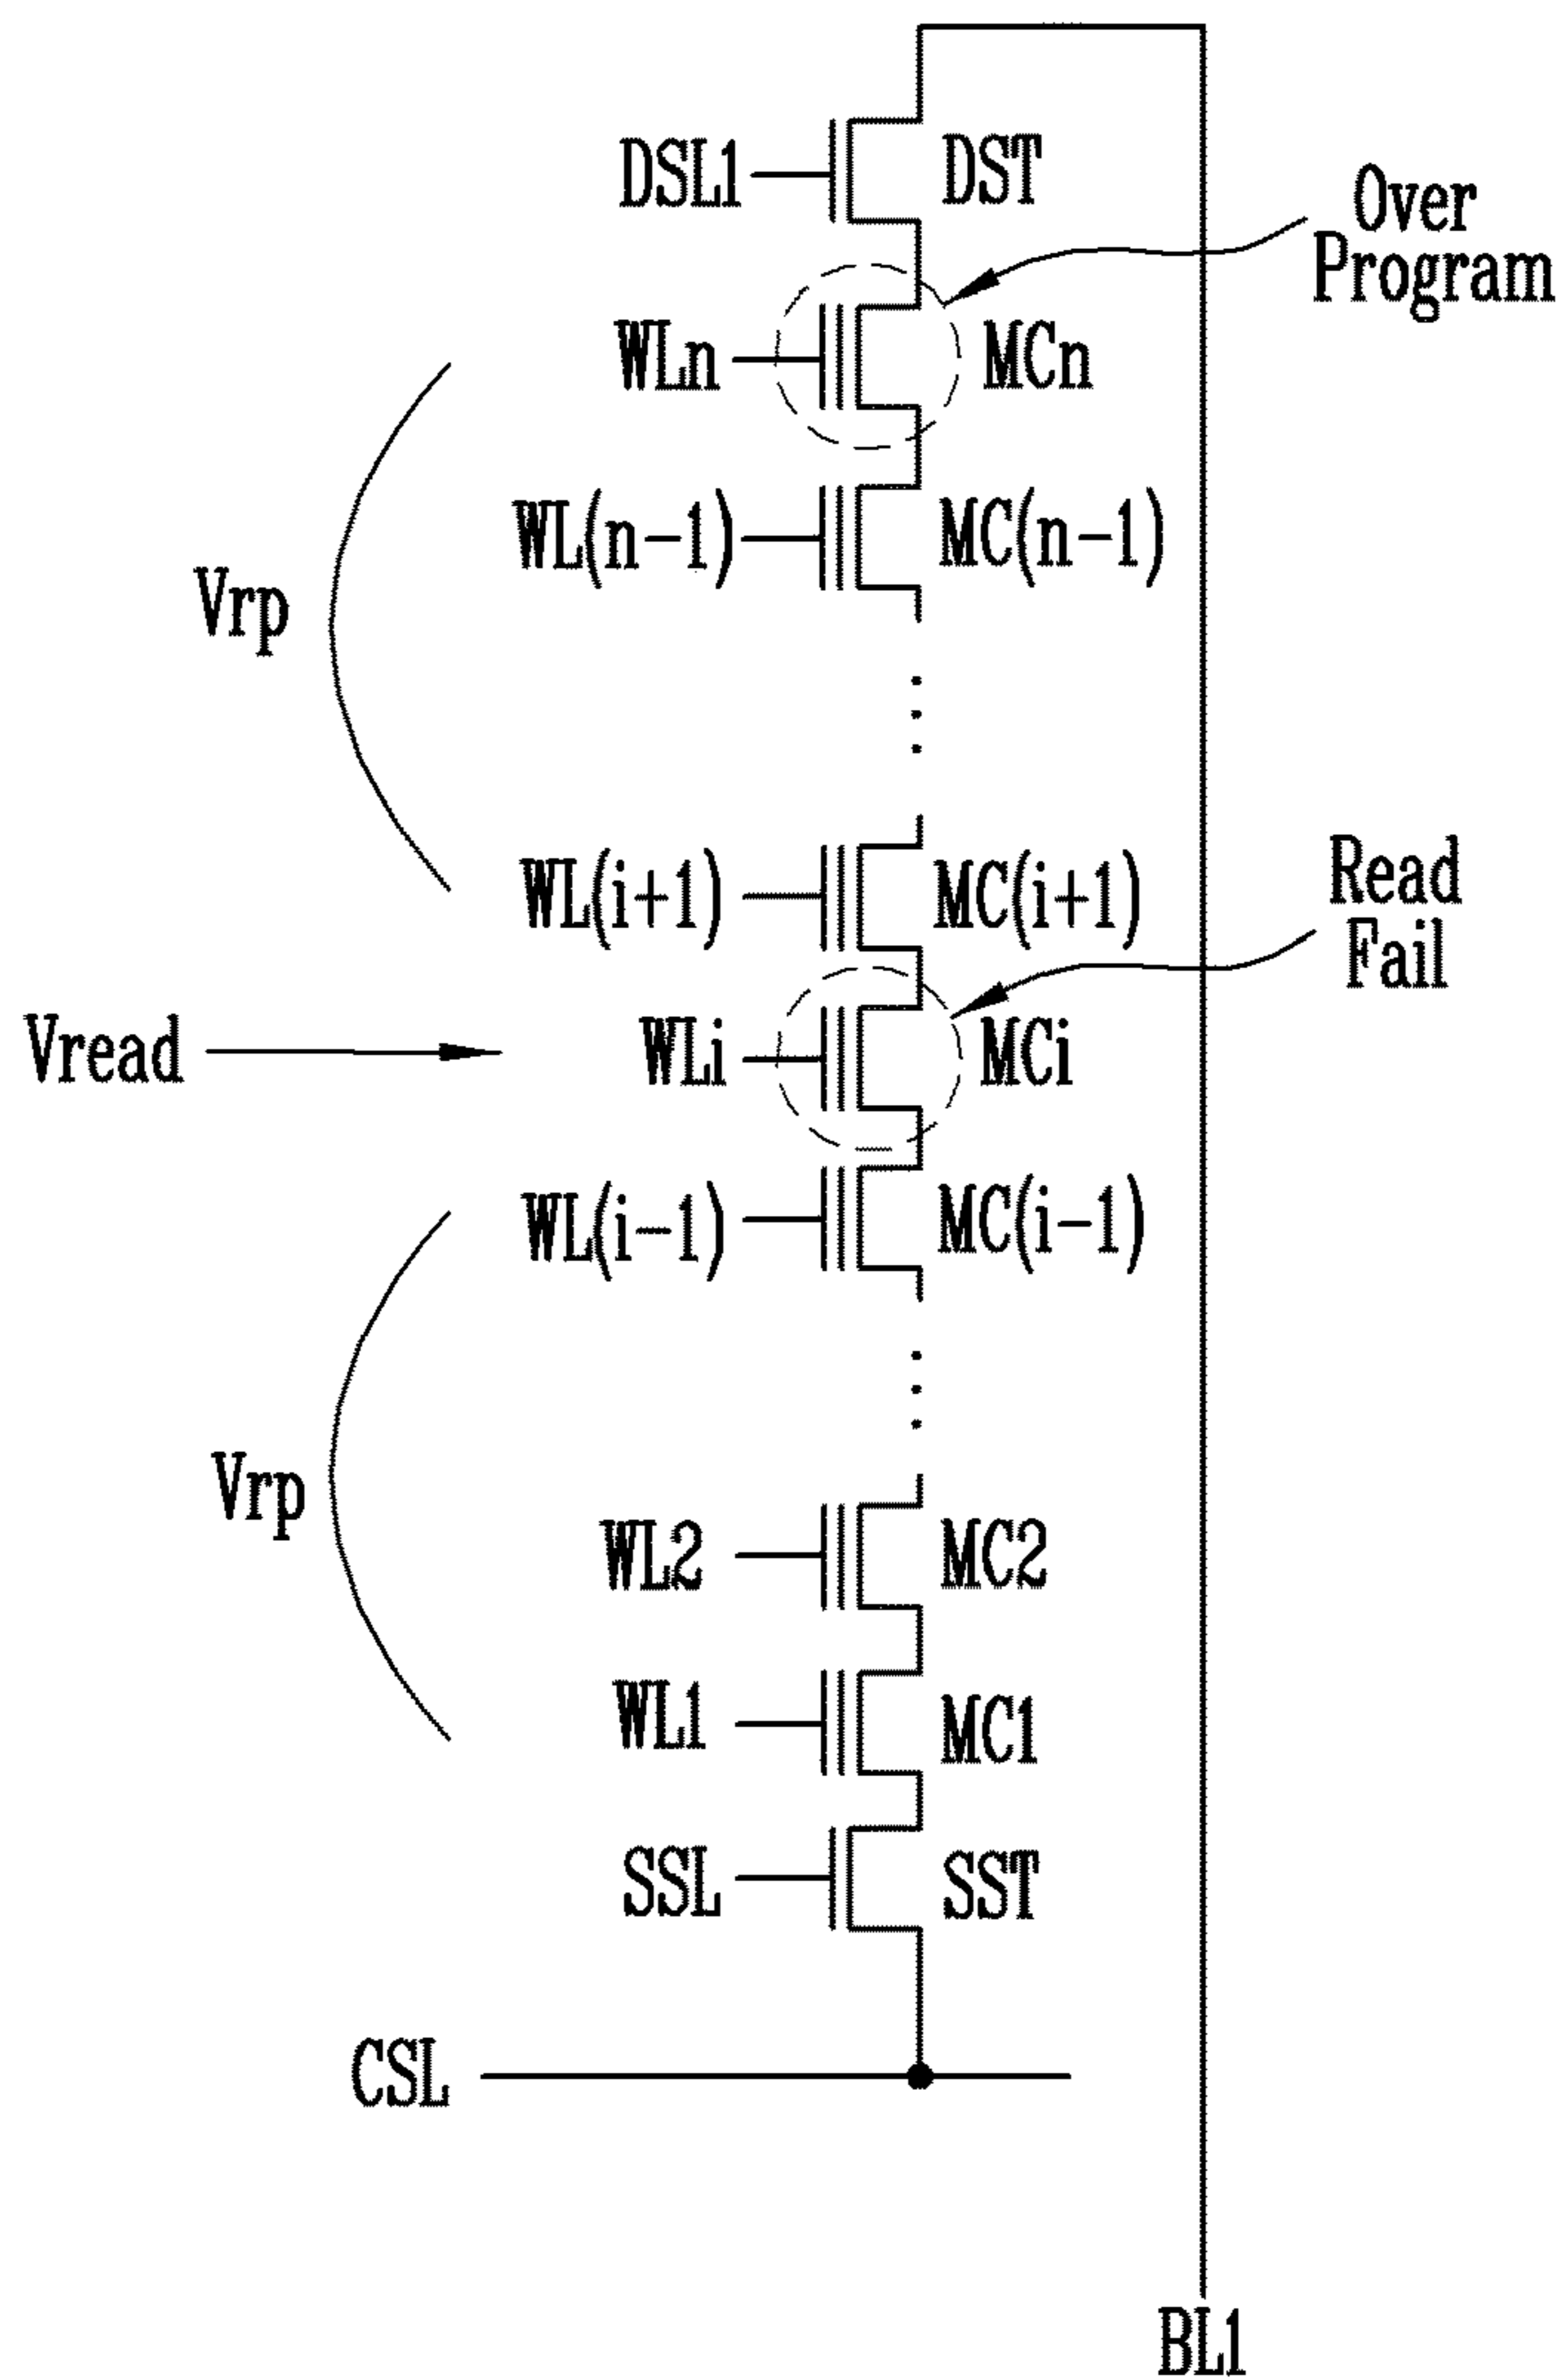 DSL1
DST
Over
Program
WLn
MCn
WL(n-1)
MC(n-1)
Vrp
WL(i+1)
MC(i+1)
Read
Fail
Vread
WLi
MCi
WL(i-1)
MC(i-1)
Vrp
WL2
MC2
WL1
MC1
SSL
SST
CSL
BL1